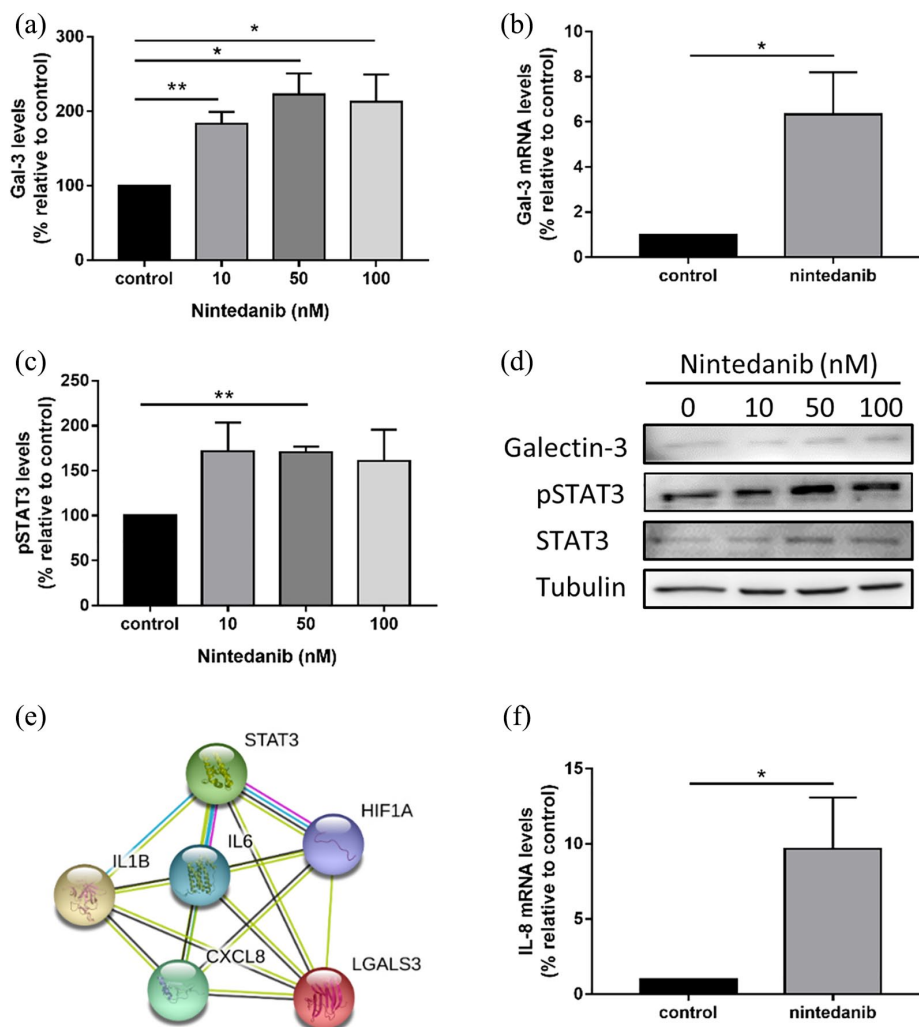 (a)
Gal-3 levels
(% relative to control)
300
200
100
0
*
*
**
control 10 50 100
Nintedanib (nM)
(b)
Gal-3 mRNA levels
(% relative to control)
10
8
6
4
2
0
*
control nintedanib
(c)
pSTAT3 levels
(% relative to control)
250
200
150
100
50
0
**
control 10 50 100
Nintedanib (nM)
(d)
Nintedanib (nM)
0 10 50 100
Galectin-3
pSTAT3
STAT3
Tubulin
(e)
STAT3
HIF1A
IL6
IL1B
CXCL8
LGALS3
(f)
IL-8 mRNA levels
(% relative to control)
15
10
5
0
*
control nintedanib